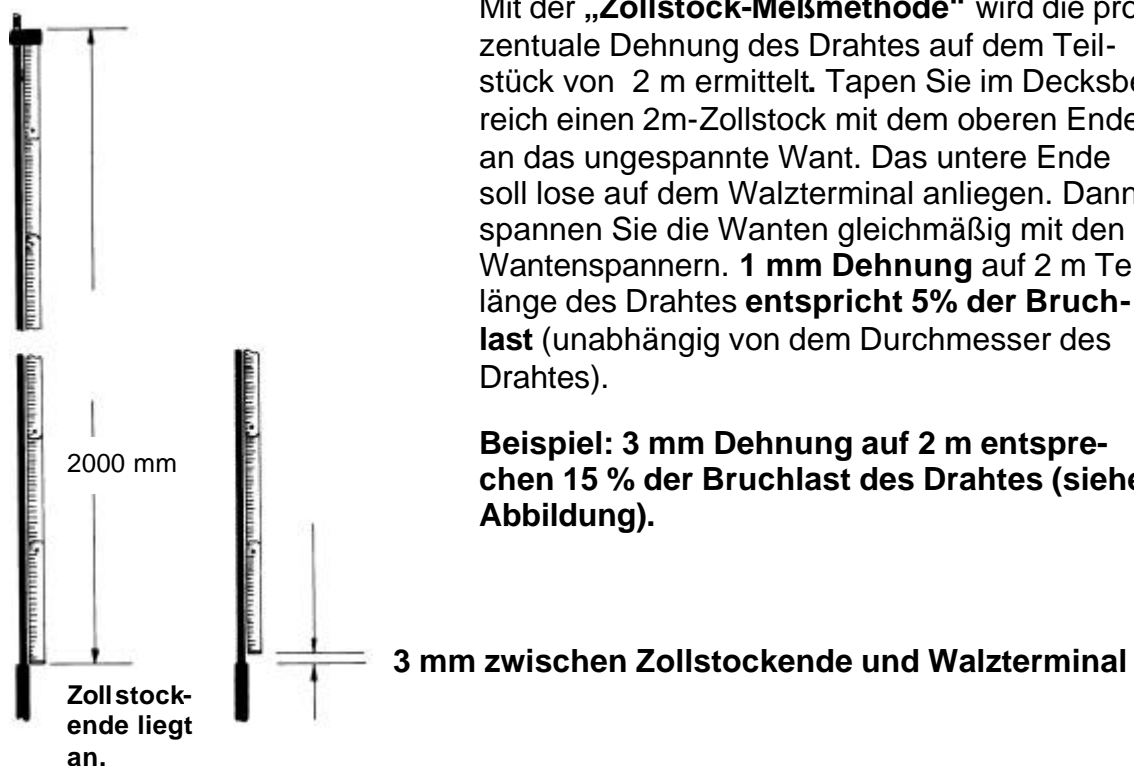 Mit der „Zollstock-Meßmethode“ wird die pro
zentuale Dehnung des Drahtes auf dem Teil-
stück von 2 m ermittelt. Tapen Sie im Decksbe
reich einen 2m-Zollstock mit dem oberen Ende
an das ungespannte Want. Das untere Ende
soll lose auf dem Walzterminal anliegen. Dann
spannen Sie die Wanten gleichmäßig mit den
Wantenspannern. 1 mm Dehnung auf 2 m Te
länge des Drahtes entspricht 5% der Bruch-
last (unabhängig von dem Durchmesser des
Drahtes).
Beispiel: 3 mm Dehnung auf 2 m entspre-
chen 15 % der Bruchlast des Drahtes (siehe
Abbildung).
2000 mm
3 mm zwischen Zollstockende und Walzterminal
Zollstock-
ende liegt
an.